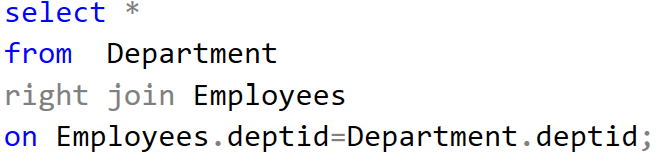 select *
from  Department
right join Employees
on Employees.deptid=Department.deptid;